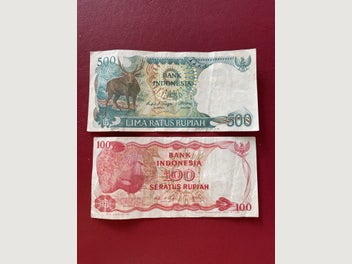 500
BANK
INDONESIA
LIMA RATUS RUPIAH
500
100
BANK
INDONESIA
100
SERATUS RUPIAH
100